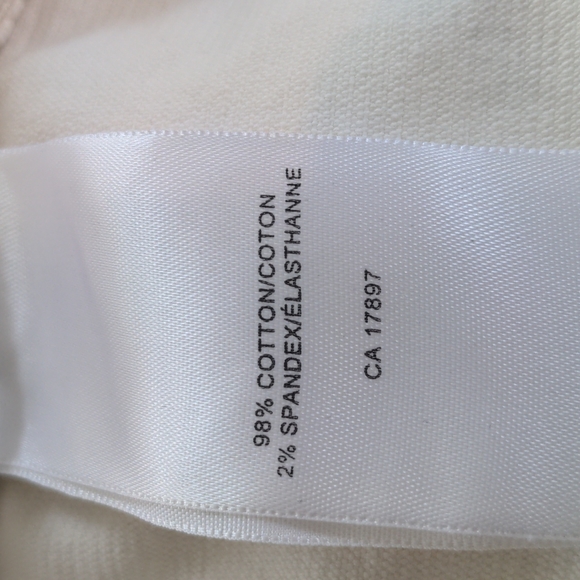 98% COTTON/COTON
2% SPANDEX/ÉLASTHANNE
CA 17897